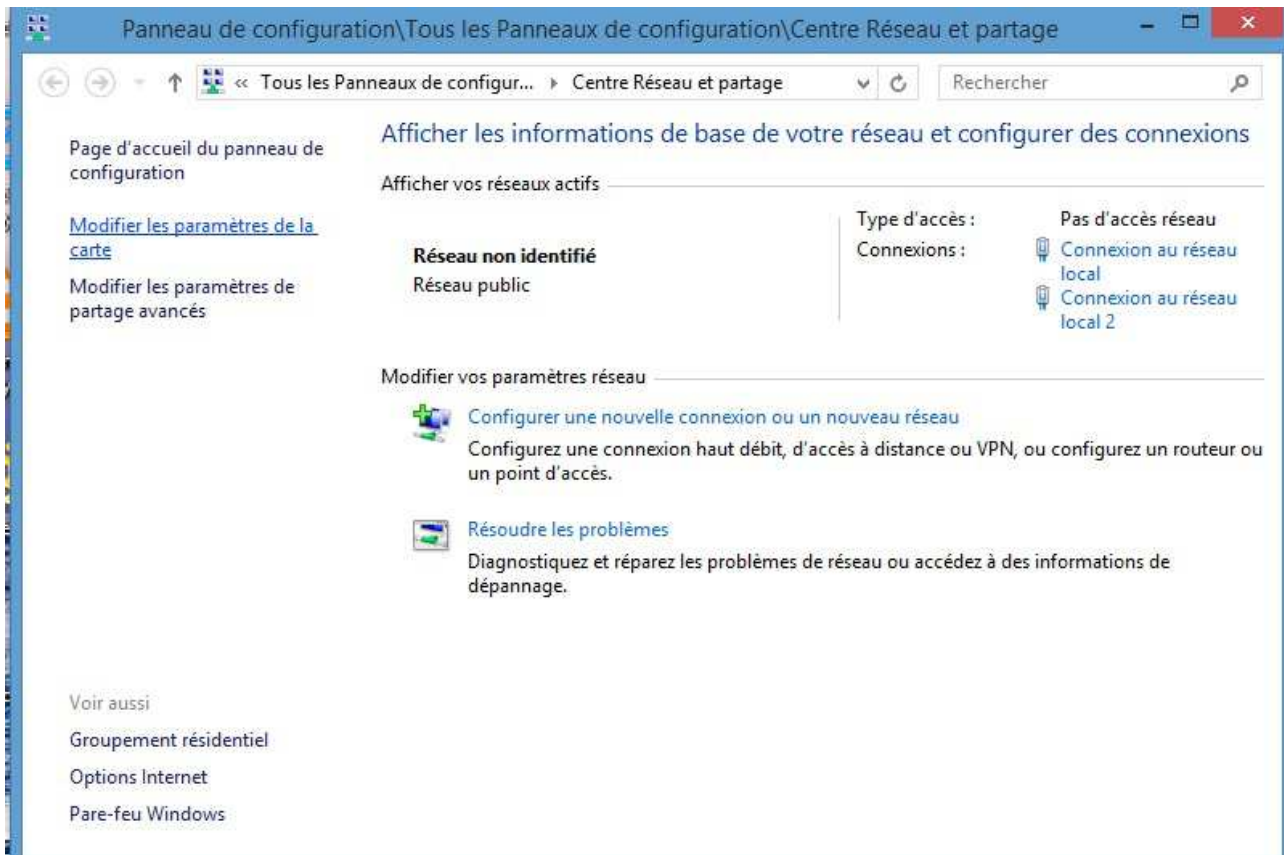 Panneau de configuration\Tous les Panneaux de configuration\Centre Réseau et partage
« Tous les Panneaux de configur... Centre Réseau et partage
Rechercher
Page d'accueil du panneau de
configuration
Modifier les paramètres de la
carte
Modifier les paramètres de
partage avancés
Afficher les informations de base de votre réseau et configurer des connexions
Afficher vos réseaux actifs
Réseau non identifié
Réseau public
Type d'accès : Pas d'accès réseau
Connexions : Connexion au réseau
local
Connexion au réseau
local 2
Modifier vos paramètres réseau
Configurer une nouvelle connexion ou un nouveau réseau
Configurez une connexion haut débit, d'accès à distance ou VPN, ou configurez un routeur ou
un point d'accès.
Résoudre les problèmes
Diagnostiquez et réparez les problèmes de réseau ou accédez à des informations de
dépannage.
Voir aussi
Groupement résidentiel
Options Internet
Pare-feu Windows